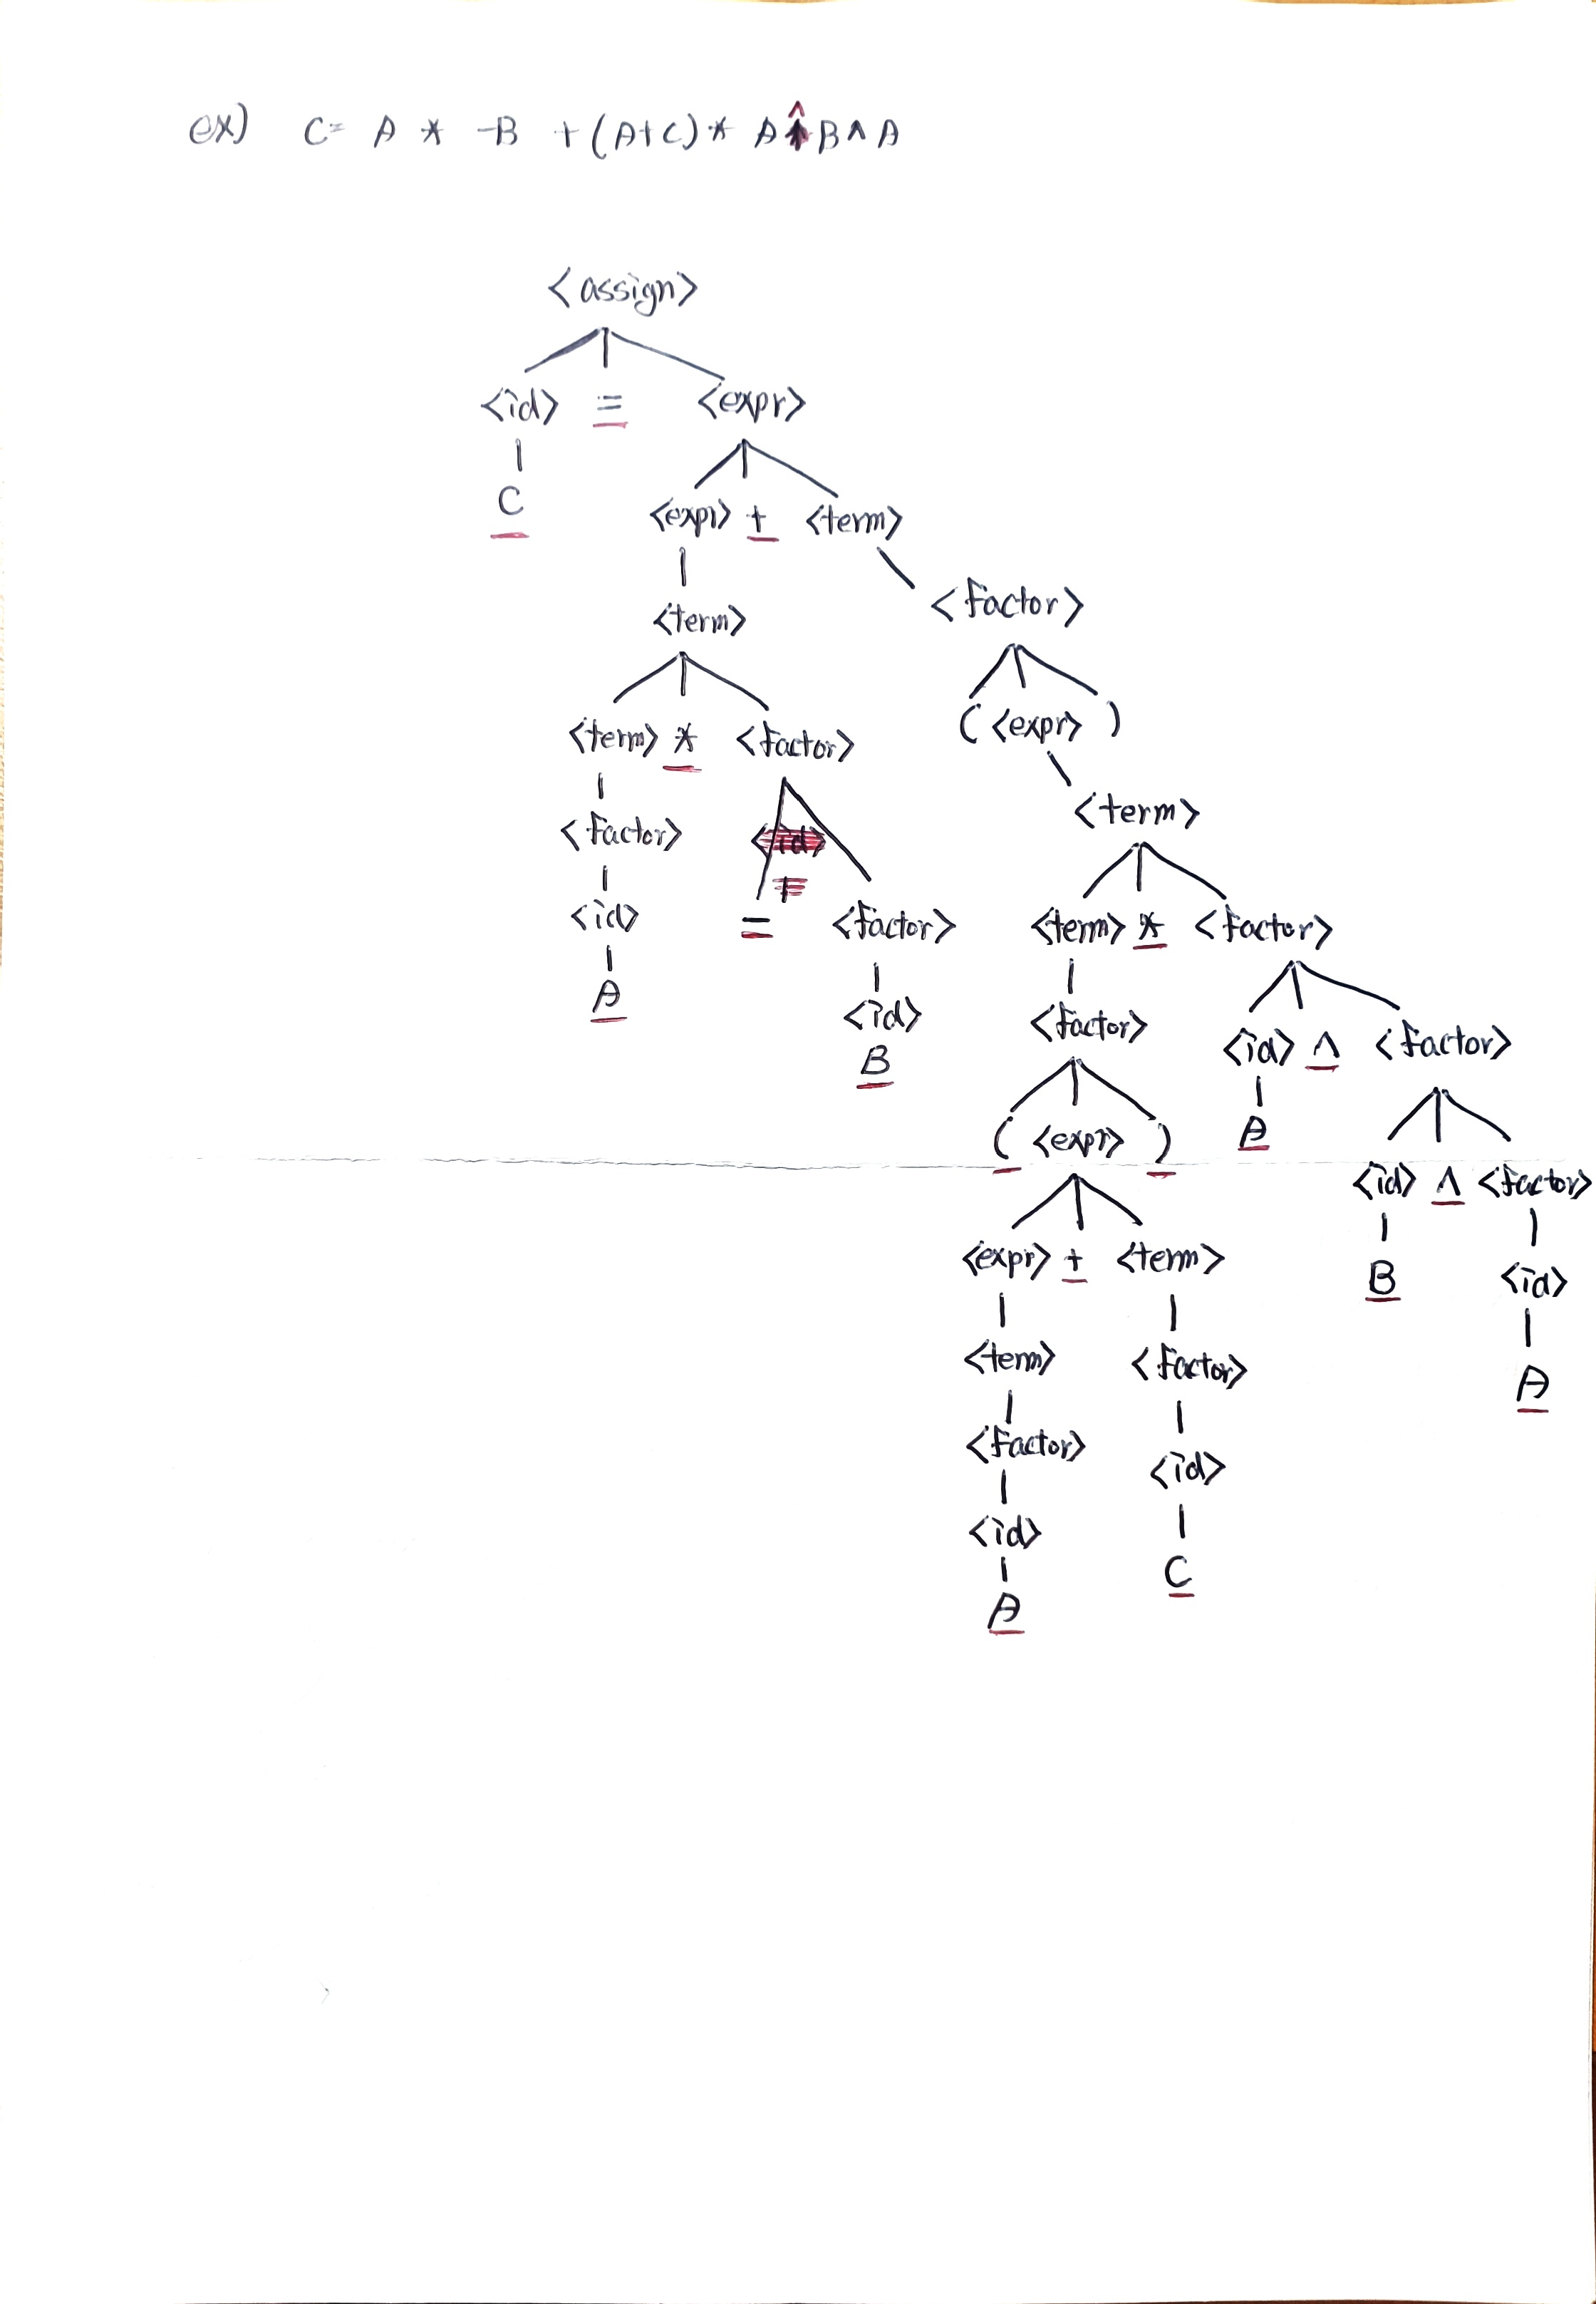 ex) C= A * -B +(A+C)* A^B∧A
<assign>
<id> = <expr>
C
<expr> + <term>
<factor>
<term>
( <expr> )
<term> * <factor>
<term>
<factor>
<id>
<id> - <factor> <term> * <factor>
A
<id> <factor> <id> ∧ <factor>
B
A
( <expr> )
<id> ∧ <factor>
<expr> + <term>
B <id>
<term> <factor>
A
<factor>
<id>
<id>
C
A